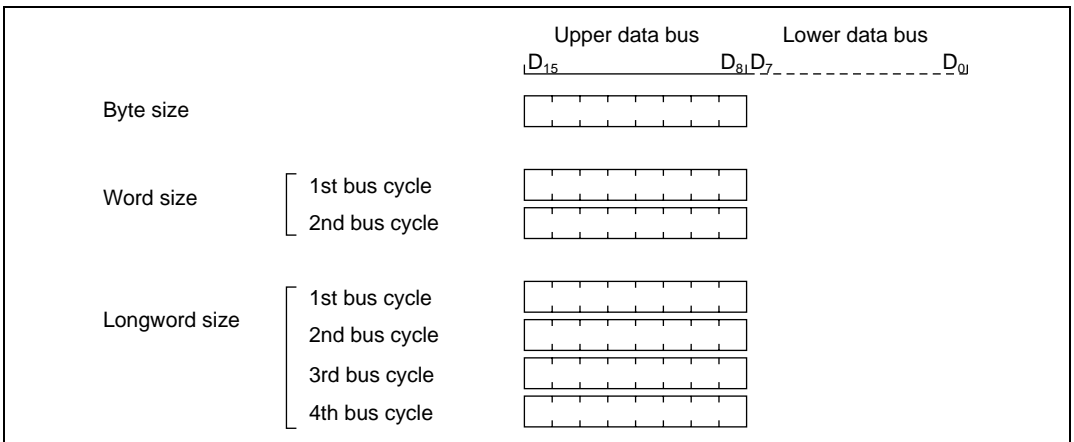 Upper data bus Lower data bus
D15 D8 D7 D0
Byte size
Word size
1st bus cycle
2nd bus cycle
Longword size
1st bus cycle
2nd bus cycle
3rd bus cycle
4th bus cycle